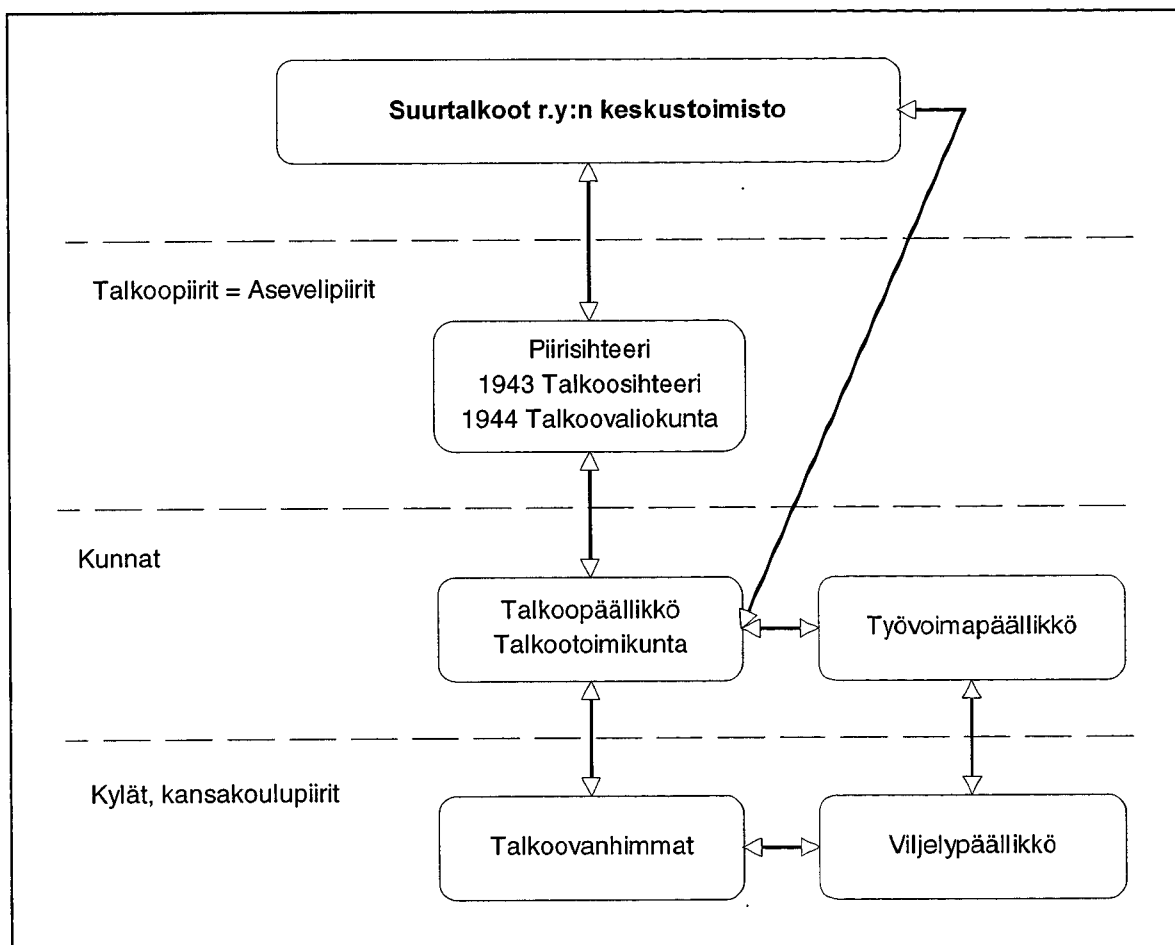 Suurtalkoot r.y:n keskustoimisto
Talkoopiirit = Asevelipiirit
Piirisihteeri
1943 Talkoosihteeri
1944 Talkoovaliokunta
Kunnat
Talkoopäällikkö
Talkootoimikunta
Työvoimapäällikkö
Kylät, kansakoulupiirit
Talkoovanhimmat
Viljelypäällikkö